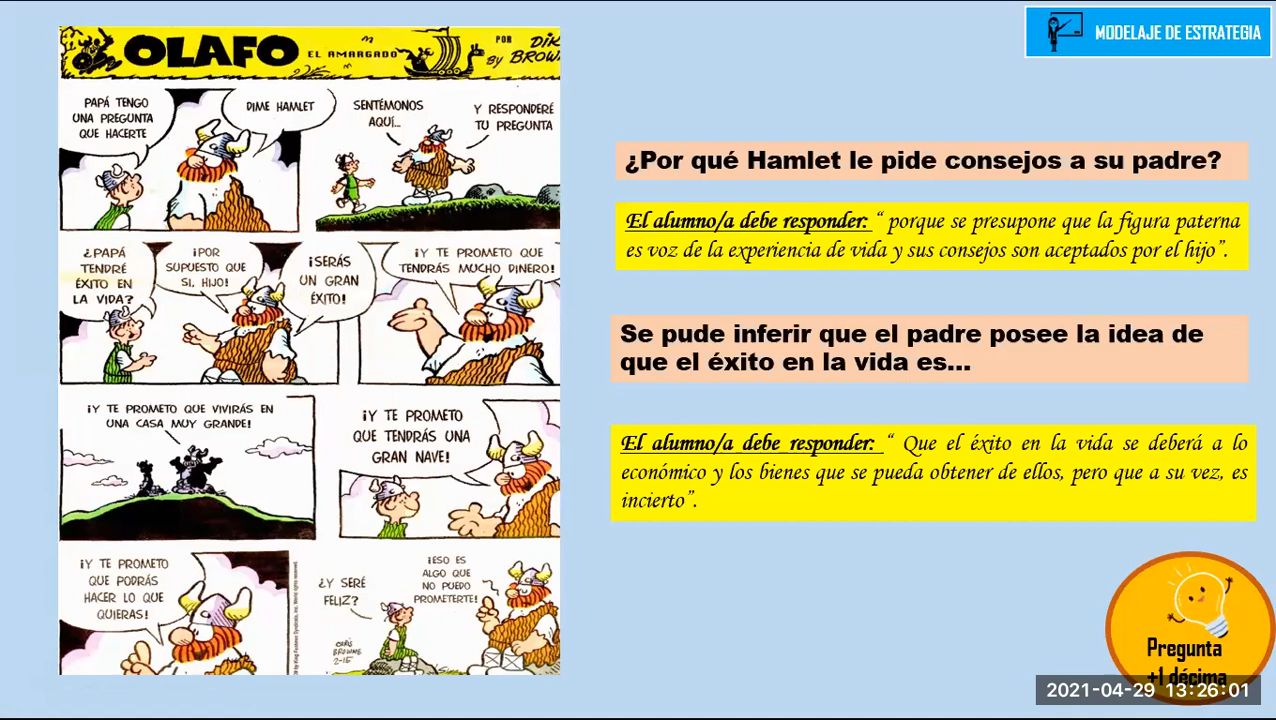 MODELAJE DE ESTRATEGIA
OLAFO
EL AMARGADO
POR DIK
By BROWN
PAPÁ TENGO
UNA PREGUNTA
QUE HACERTE
DIME HAMLET
SENTÉMONOS
AQUÍ...
Y RESPONDERÉ
TU PREGUNTA
¿PAPÁ
TENDRÉ
ÉXITO EN
LA VIDA?
¡POR
SUPUESTO QUE
SI, HIJO!
¡SERÁS
UN GRAN
ÉXITO!
¡Y TE PROMETO QUE
TENDRÁS MUCHO DINERO!
¡Y TE PROMETO QUE VIVIRÁS EN
UNA CASA MUY GRANDE!
¡Y TE PROMETO
QUE TENDRÁS UNA
GRAN NAVE!
¡Y TE PROMETO
QUE PODRÁS
HACER LO QUE
QUIERAS!
¿Y SERÉ
FELIZ?
¡ESO ES
ALGO QUE
NO PUEDO
PROMETERTE!
CHRIS
BROWNE
2-15
¿Por qué Hamlet le pide consejos a su padre?
El alumno/a debe responder: “ porque se presupone que la figura paterna
es voz de la experiencia de vida y sus consejos son aceptados por el hijo”.
Se pude inferir que el padre posee la idea de
que el éxito en la vida es...
El alumno/a debe responder: “ Que el éxito en la vida se deberá a lo
económico y los bienes que se pueda obtener de ellos, pero que a su vez, es
incierto”.
Pregunta
+1 décima
2021-04-29 13:26:01